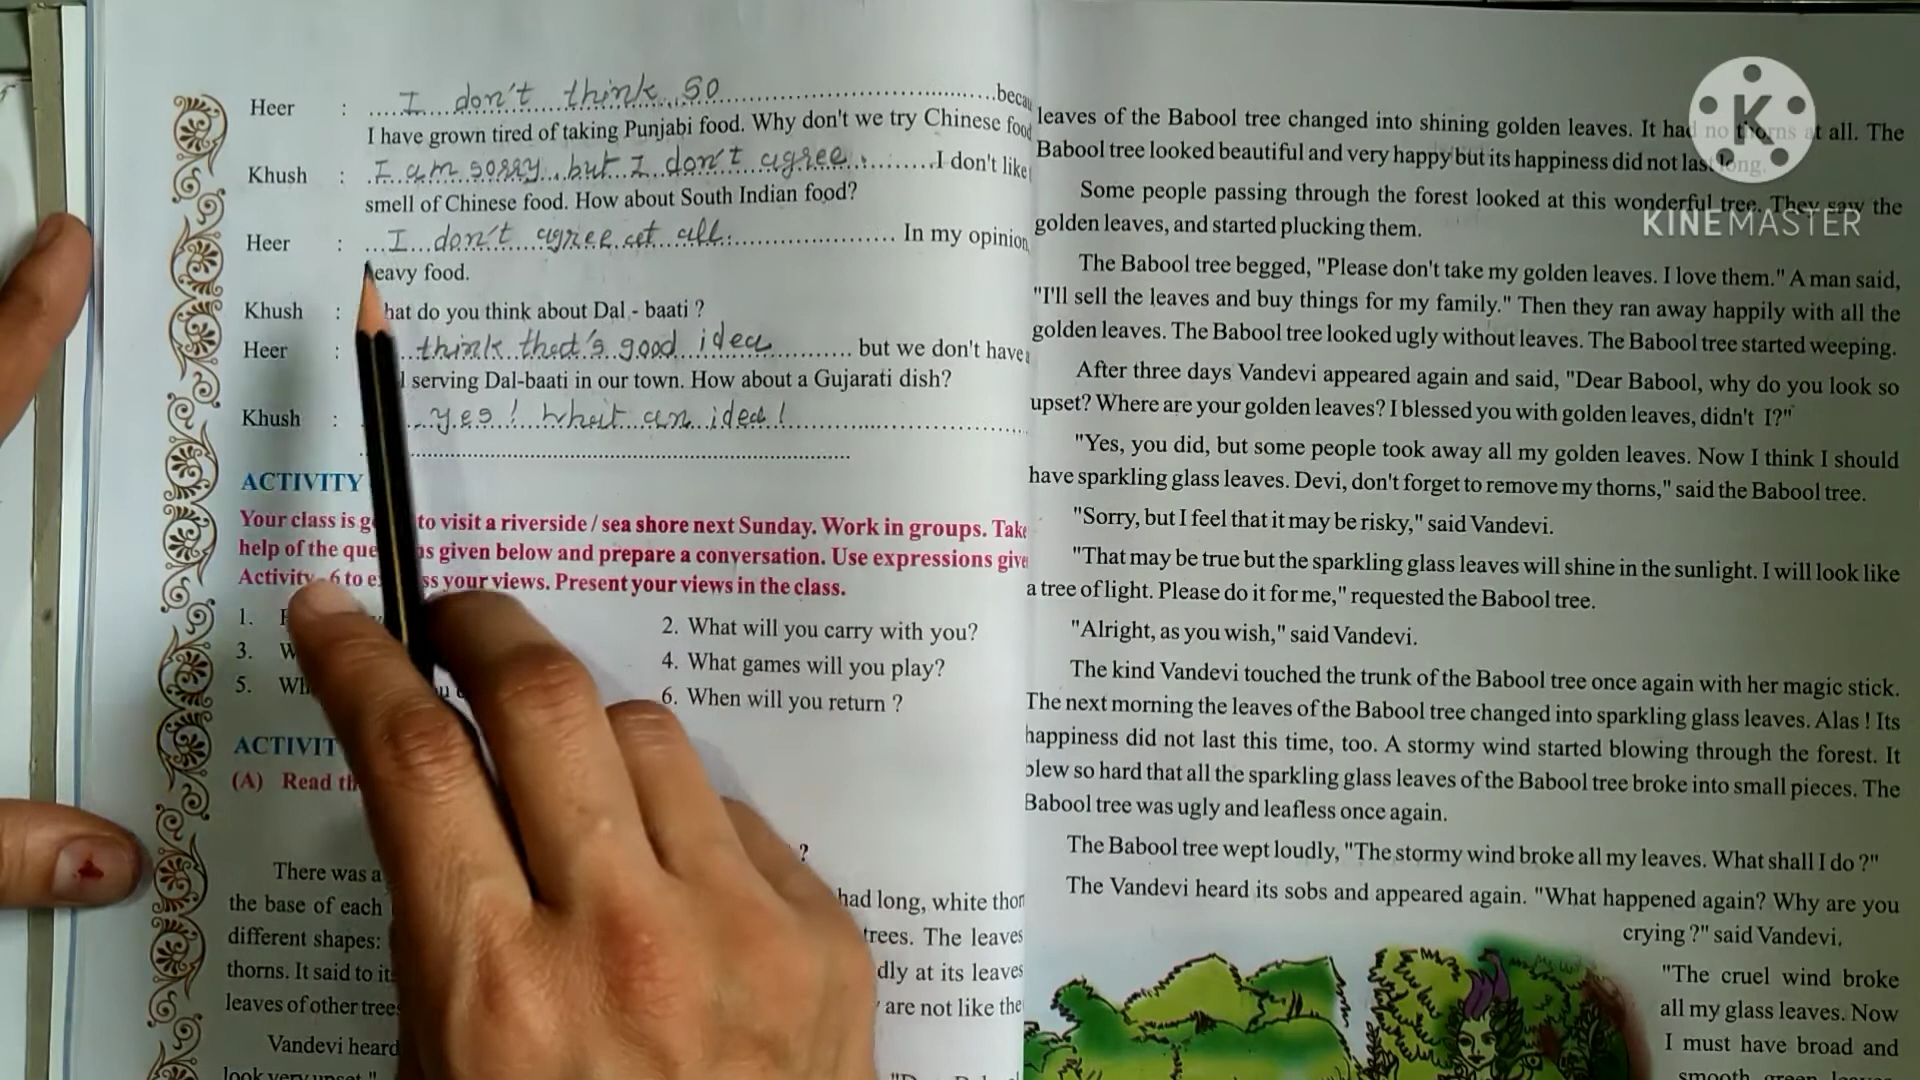 Heer : I don't think so
I have grown tired of taking Punjabi food. Why don't we try Chinese food
Khush : I am sorry but I don't agree. I don't like
smell of Chinese food. How about South Indian food?
Heer : I don't agree at all. In my opinion,
eavy food.
Khush : hat do you think about Dal - baati ?
Heer : think that's good idea but we don't have
serving Dal-baati in our town. How about a Gujarati dish?
Khush : yes! What an idea!
ACTIVITY
Your class is to visit a riverside / sea shore next Sunday. Work in groups. Take
help of the given below and prepare a conversation. Use expressions give
Activity - 6 to your views. Present your views in the class.
1.
2. What will you carry with you?
3. W
4. What games will you play?
5. Wh
6. When will you return ?
ACTIVIT
(A) Read th
?
There was a
the base of each had long, white thor
different shapes: trees. The leaves
thorns. It said to it dly at its leaves
leaves of other trees are not like the
Vandevi heard
look very upset."
leaves of the Babool tree changed into shining golden leaves. It had no thorns at all. The
Babool tree looked beautiful and very happy but its happiness did not last long.
Some people passing through the forest looked at this wonderful tree. They saw the
golden leaves, and started plucking them.
The Babool tree begged, "Please don't take my golden leaves. I love them." A man said,
"I'll sell the leaves and buy things for my family." Then they ran away happily with all the
golden leaves. The Babool tree looked ugly without leaves. The Babool tree started weeping.
After three days Vandevi appeared again and said, "Dear Babool, why do you look so
upset? Where are your golden leaves? I blessed you with golden leaves, didn't I?"
"Yes, you did, but some people took away all my golden leaves. Now I think I should
have sparkling glass leaves. Devi, don't forget to remove my thorns," said the Babool tree.
"Sorry, but I feel that it may be risky," said Vandevi.
"That may be true but the sparkling glass leaves will shine in the sunlight. I will look like
a tree of light. Please do it for me," requested the Babool tree.
"Alright, as you wish," said Vandevi.
The kind Vandevi touched the trunk of the Babool tree once again with her magic stick.
The next morning the leaves of the Babool tree changed into sparkling glass leaves. Alas ! Its
happiness did not last this time, too. A stormy wind started blowing through the forest. It
blew so hard that all the sparkling glass leaves of the Babool tree broke into small pieces. The
Babool tree was ugly and leafless once again.
The Babool tree wept loudly, "The stormy wind broke all my leaves. What shall I do ?"
The Vandevi heard its sobs and appeared again. "What happened again? Why are you
crying ?" said Vandevi.
"The cruel wind broke
all my glass leaves. Now
I must have broad and
smooth green leaves
K
KINEMASTER